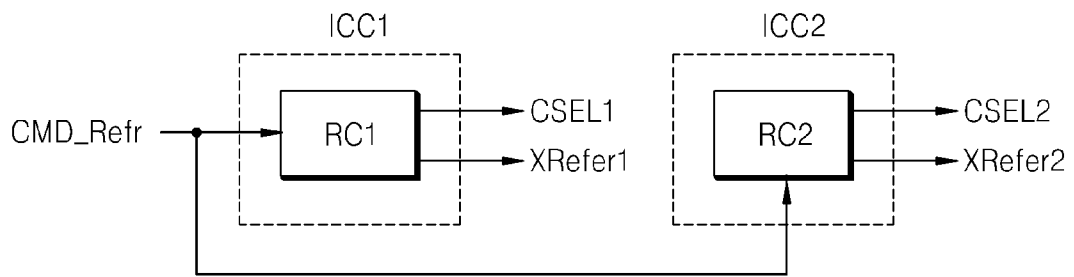 ICC1
ICC2
CMD_Refr
RC1
CSEL1
XRefer1
RC2
CSEL2
XRefer2